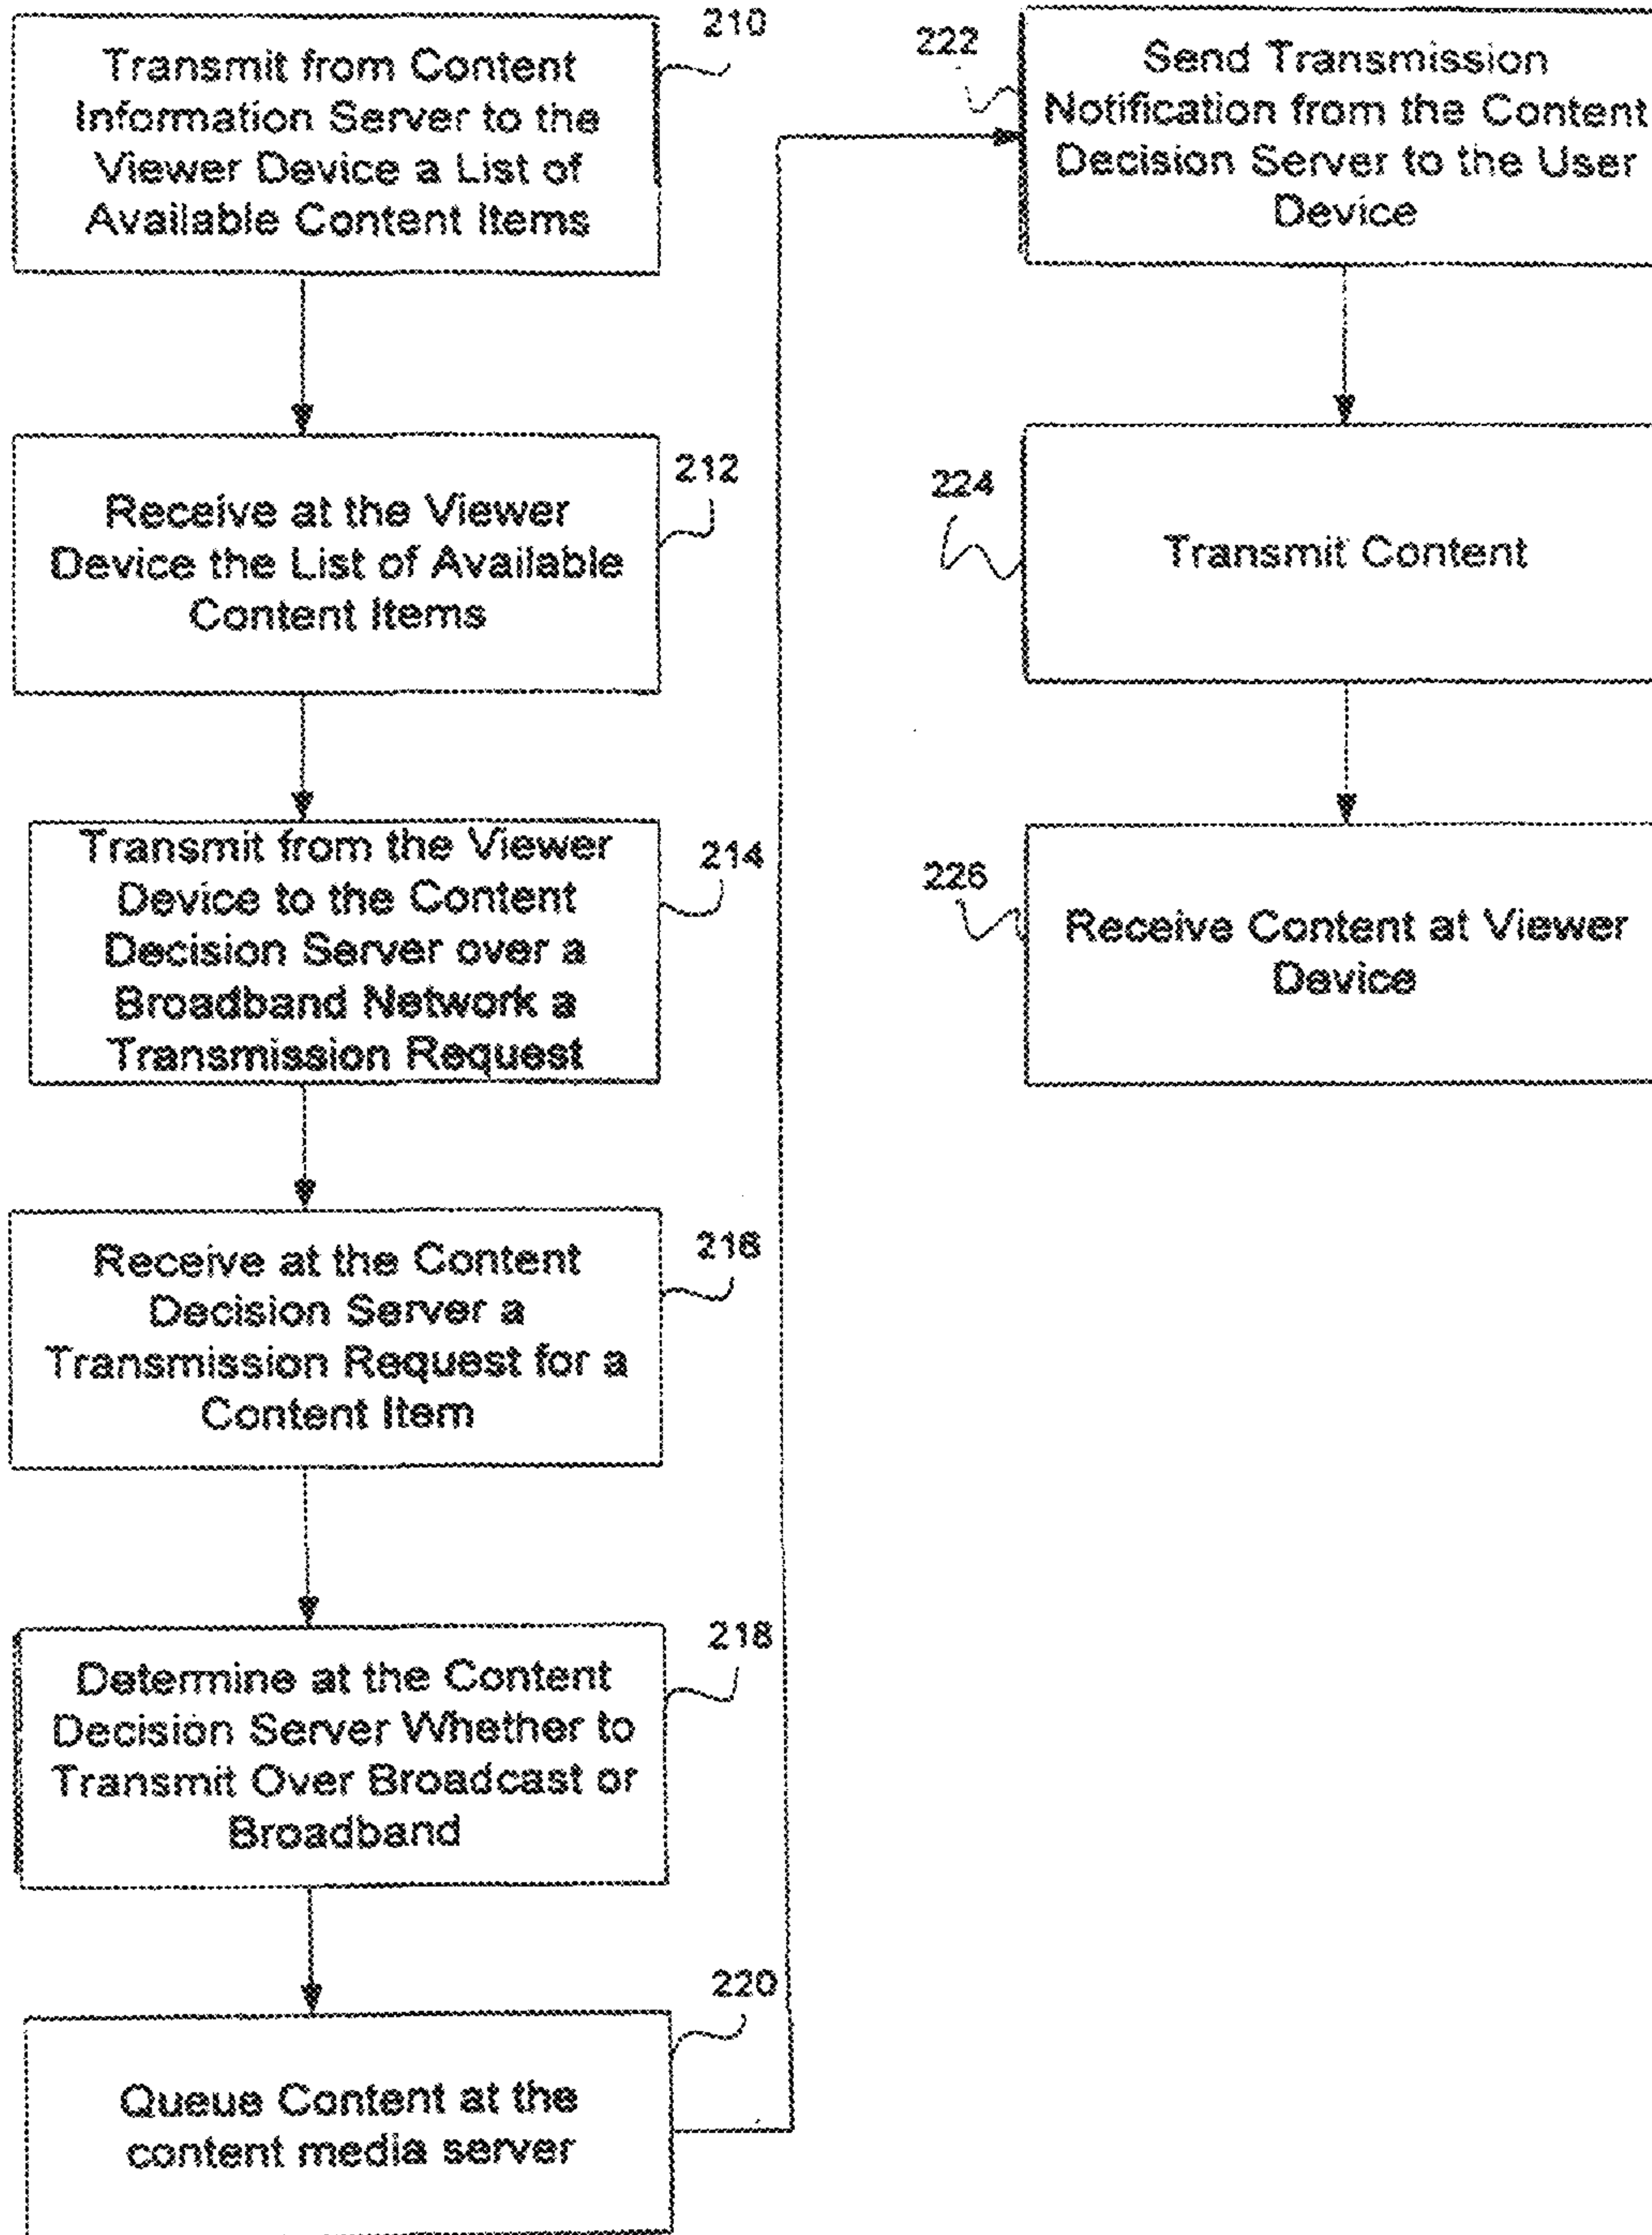 210
Transmit from Content
Information Server to the
Viewer Device a List of
Available Content Items
212
Receive at the Viewer
Device the List of Available
Content Items
214
Transmit from the Viewer
Device to the Content
Decision Server over a
Broadband Network a
Transmission Request
216
Receive at the Content
Decision Server a
Transmission Request for a
Content Item
218
Determine at the Content
Decision Server Whether to
Transmit Over Broadcast or
Broadband
220
Queue Content at the
content media server
222
Send Transmission
Notification from the Content
Decision Server to the User
Device
224
Transmit Content
226
Receive Content at Viewer
Device